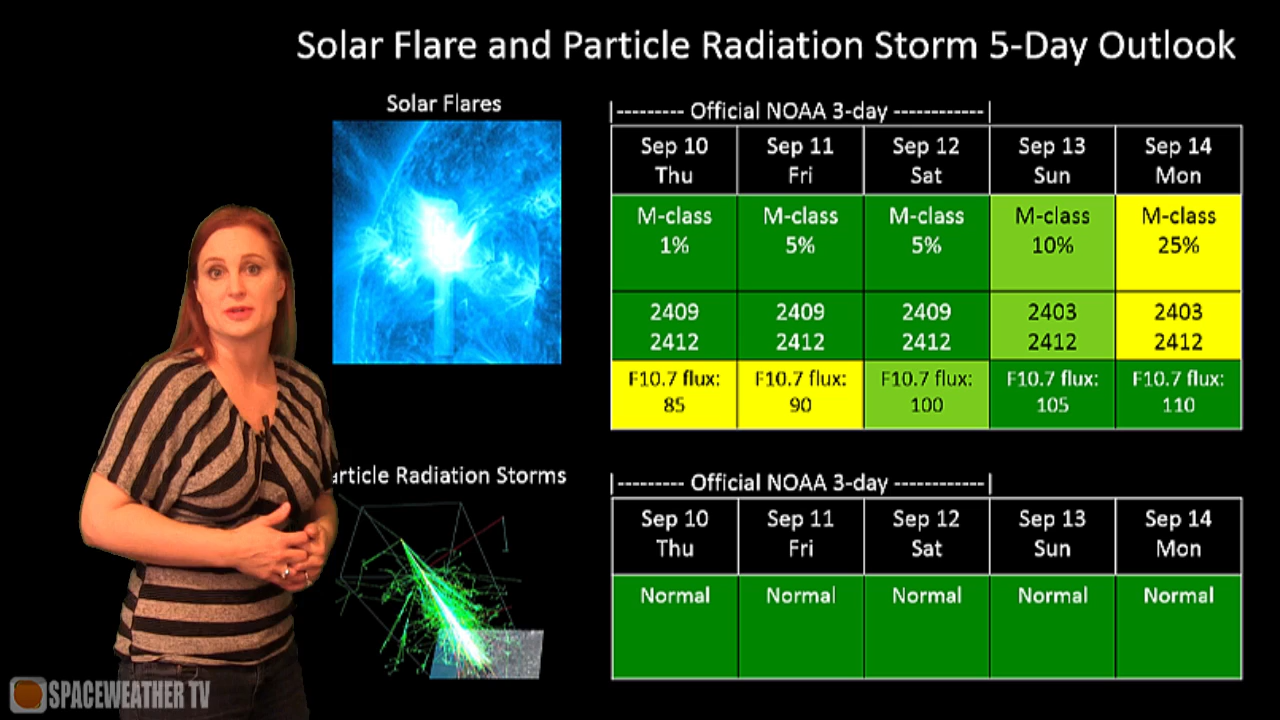 Solar Flare and Particle Radiation Storm 5-Day Outlook
Solar Flares
|--------- Official NOAA 3-day ------------|
Sep 10 Sep 11 Sep 12 Sep 13 Sep 14
Thu Fri Sat Sun Mon
M-class M-class M-class M-class M-class
1% 5% 5% 10% 25%
2409 2409 2409 2403 2403
2412 2412 2412 2412 2412
F10.7 flux: F10.7 flux: F10.7 flux: F10.7 flux: F10.7 flux:
85 90 100 105 110
article Radiation Storms
|--------- Official NOAA 3-day ------------|
Sep 10 Sep 11 Sep 12 Sep 13 Sep 14
Thu Fri Sat Sun Mon
Normal Normal Normal Normal Normal
SPACEWEATHER TV